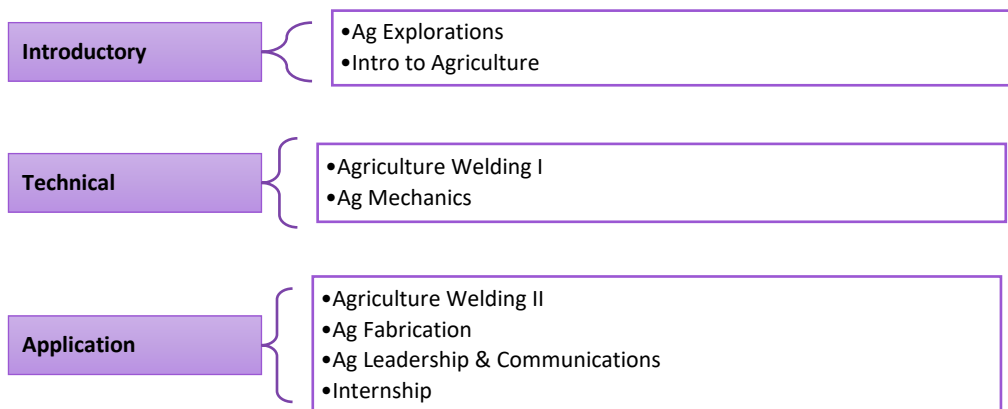 Introductory
•Ag Explorations
•Intro to Agriculture
Technical
•Agriculture Welding I
•Ag Mechanics
Application
•Agriculture Welding II
•Ag Fabrication
•Ag Leadership & Communications
•Internship